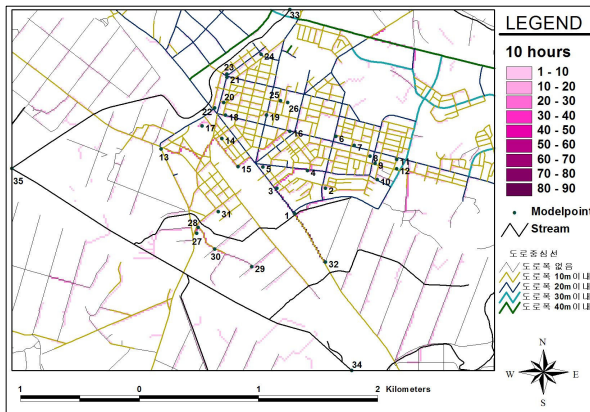 LEGEND
10 hours
1 - 10
10 - 20
20 - 30
30 - 40
40 - 50
50 - 60
60 - 70
70 - 80
80 - 90
Modelpoint
Stream
도로중심선
도로폭 없음
도로폭 10m이내
도로폭 20m이내
도로폭 30m이내
도로폭 40m이내
N
W E
S
33
24
23
21
20
25
26
22
18
19
17
16
14
6
7
13
8
11
9
15
5
4
12
10
35
3
2
31
1
28
27
30
32
29
34
1 0 1 2 Kilometers